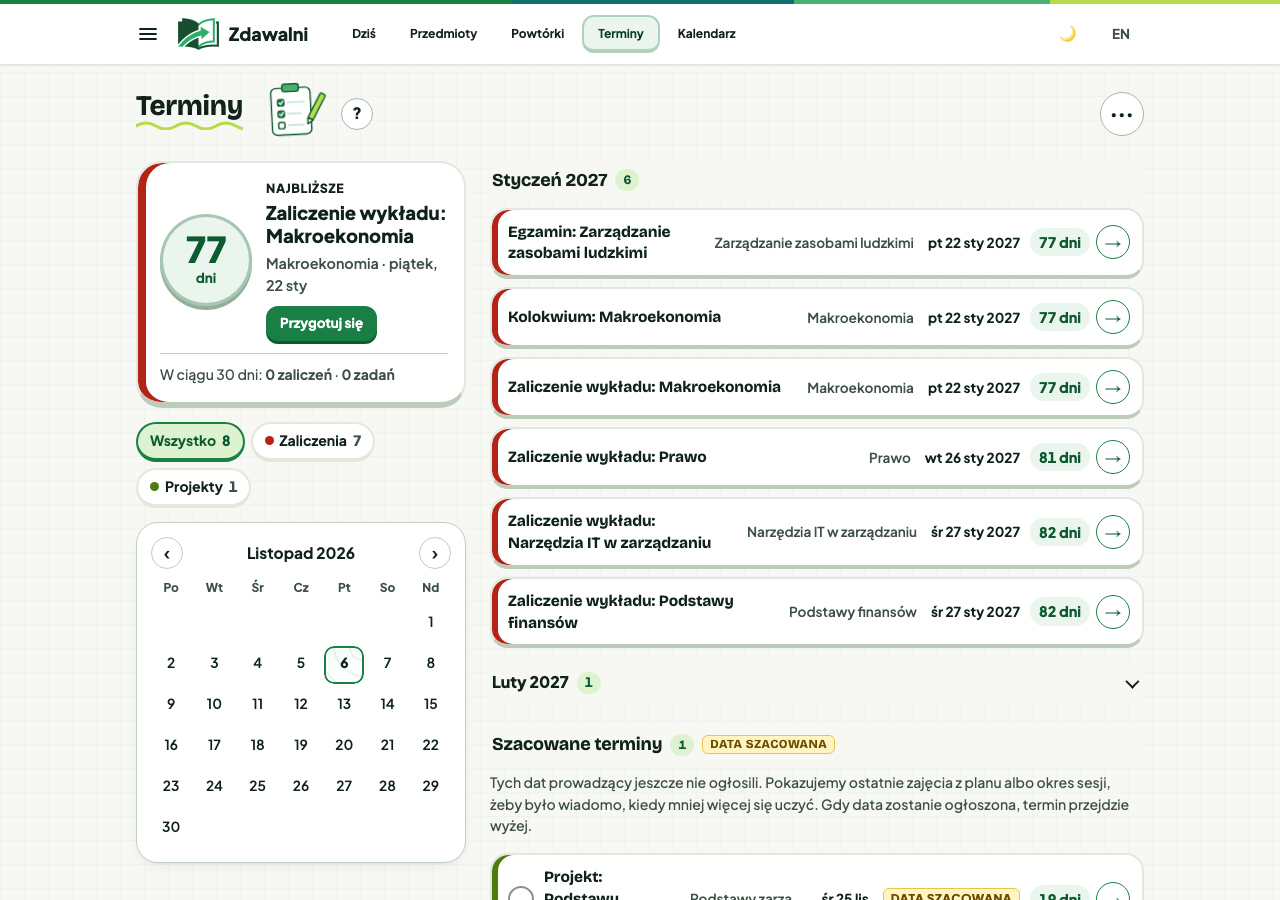 Zdawalni
Dziś
Przedmioty
Powtórki
Terminy
Kalendarz
EN
Terminy
?
NAJBLIŻSZE
Zaliczenie wykładu:
Makroekonomia
77
dni
Makroekonomia · piątek,
22 sty
Przygotuj się
W ciągu 30 dni: 0 zaliczeń · 0 zadań
Wszystko 8
Zaliczenia 7
Projekty 1
‹ Listopad 2026 ›
Po Wt Śr Cz Pt So Nd
1
2 3 4 5 6 7 8
9 10 11 12 13 14 15
16 17 18 19 20 21 22
23 24 25 26 27 28 29
30
Styczeń 2027 6
Egzamin: Zarządzanie
zasobami ludzkimi
Zarządzanie zasobami ludzkimi pt 22 sty 2027 77 dni →
Kolokwium: Makroekonomia Makroekonomia pt 22 sty 2027 77 dni →
Zaliczenie wykładu: Makroekonomia Makroekonomia pt 22 sty 2027 77 dni →
Zaliczenie wykładu: Prawo Prawo wt 26 sty 2027 81 dni →
Zaliczenie wykładu:
Narzędzia IT w zarządzaniu
Narzędzia IT w zarządzaniu śr 27 sty 2027 82 dni →
Zaliczenie wykładu: Podstawy
finansów
Podstawy finansów śr 27 sty 2027 82 dni →
Luty 2027 1
Szacowane terminy 1 DATA SZACOWANA
Tych dat prowadzący jeszcze nie ogłosili. Pokazujemy ostatnie zajęcia z planu albo okres sesji,
żeby było wiadomo, kiedy mniej więcej się uczyć. Gdy data zostanie ogłoszona, termin przejdzie
wyżej.
Projekt:
Podstawy
Podstawy zarza śr 25 lis DATA SZACOWANA 19 dni →